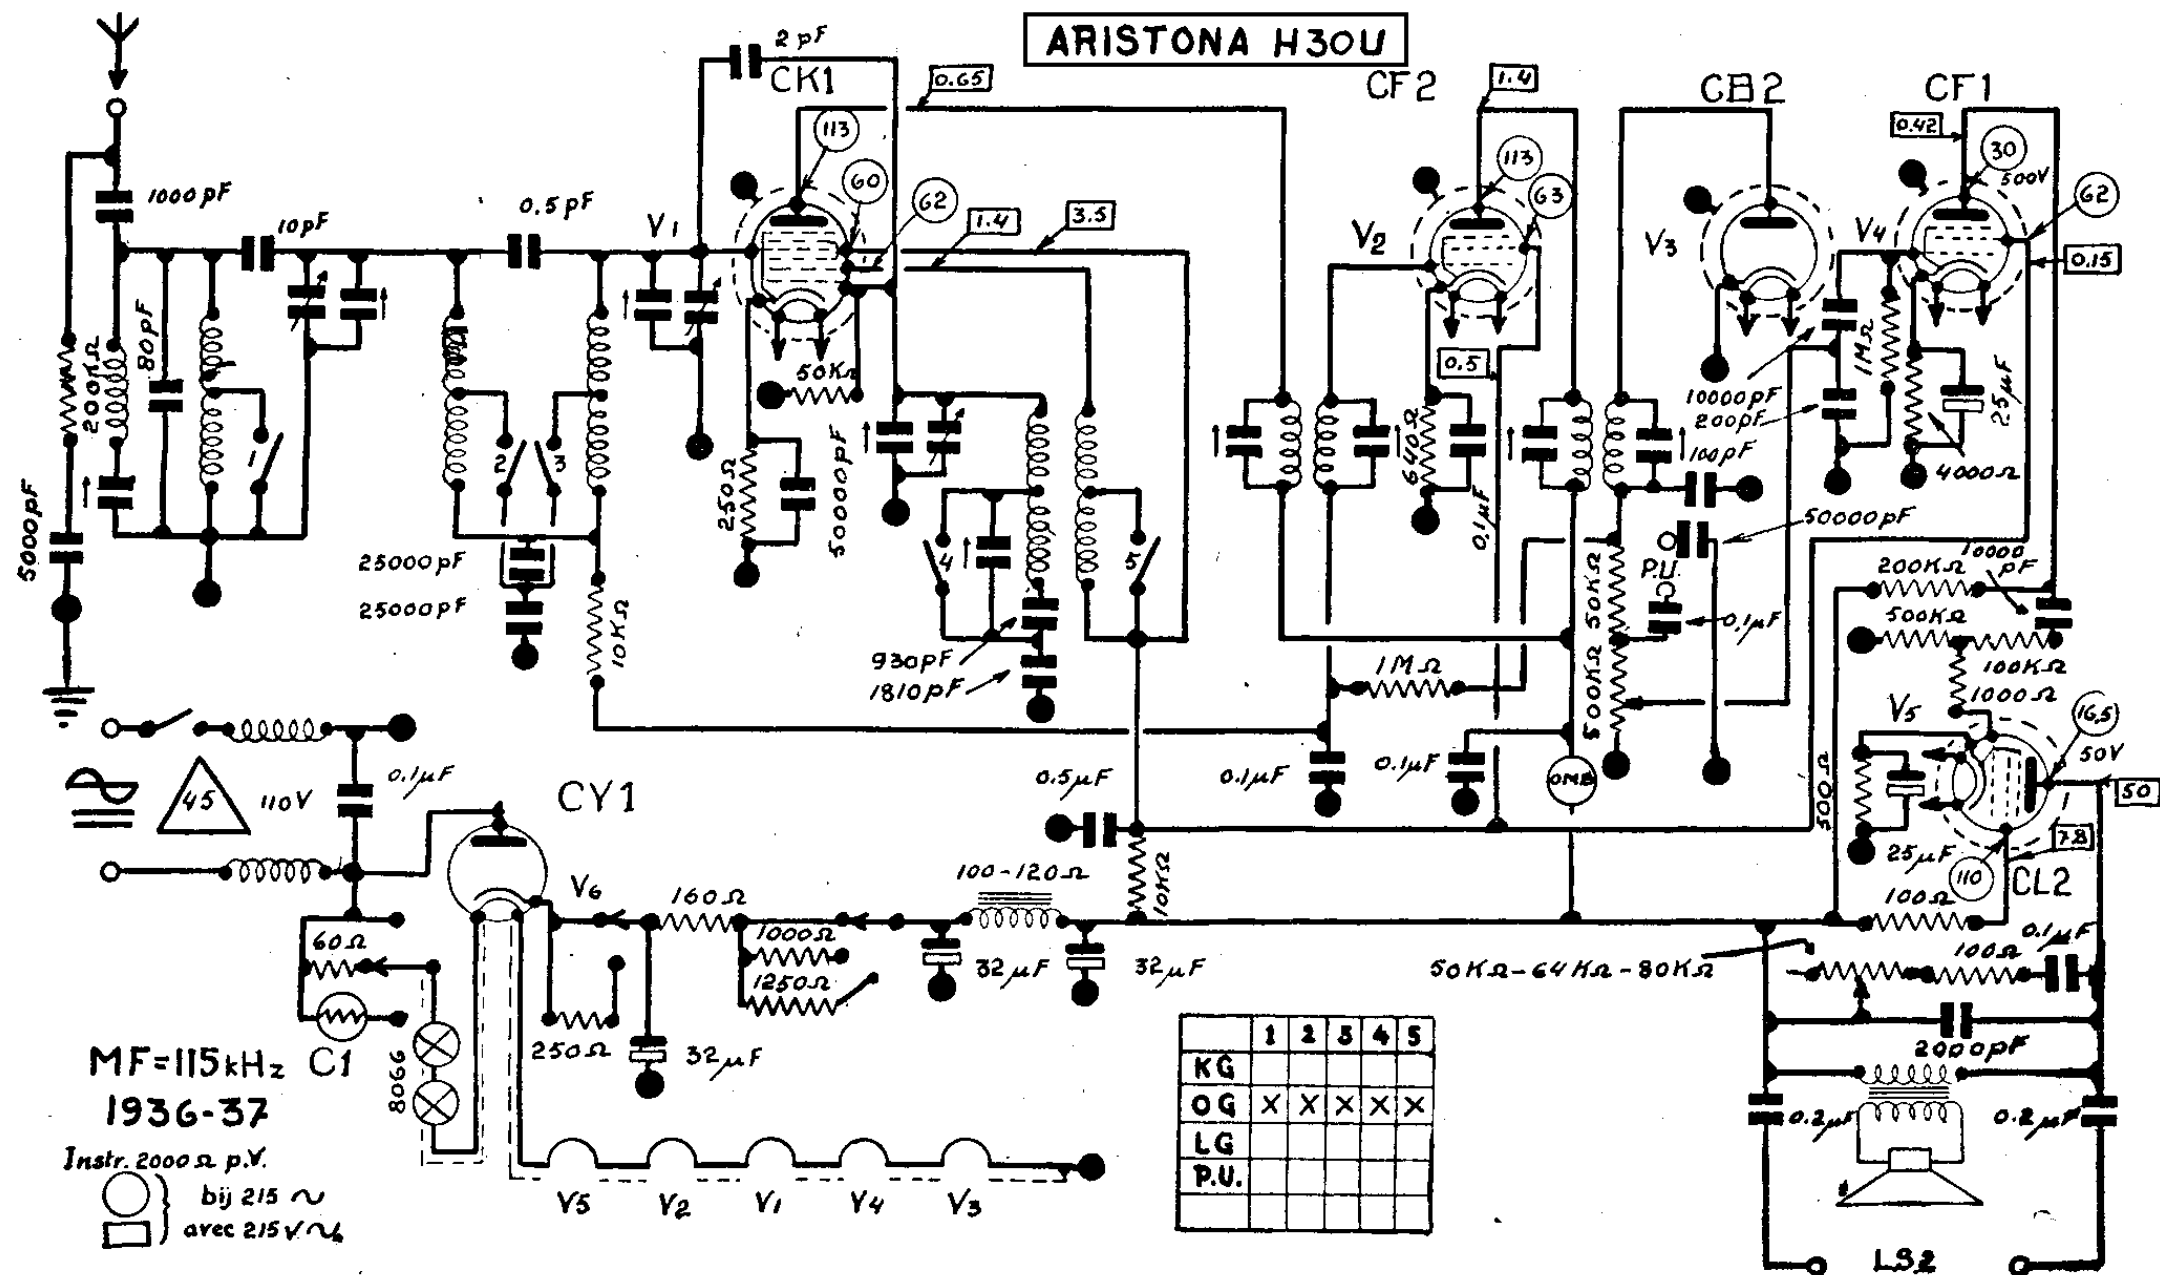 ARISTONA H30U
2 pF
CK1
0.65
CF2
1.4
CB2
CF1
0.42
113
60
62
1.4
3.5
113
63
30
500V
62
1000 pF
10 pF
0.5 pF
V1
V2
V3
V4
0.15
200KΩ
80pF
50KΩ
0.5
1MΩ
10000pF
200pF
25µF
2
3
250Ω
50000pF
640Ω
0,1µF
100pF
4000Ω
5000pF
25000pF
25000pF
10KΩ
4
5
50000pF
P.U.
50KΩ
200KΩ
10000
pF
500KΩ
0,1µF
930pF
1810pF
1MΩ
500KΩ
100KΩ
1000Ω
V5
16,5
50V
50
45
110V
0.1µF
CY1
0.5µF
0.1µF
0.1µF
OMB
500Ω
25µF
7.8
110
CL2
V6
160Ω
100-120Ω
10KΩ
100Ω
0.1µF
60Ω
1000Ω
1250Ω
32µF
32µF
50KΩ-64KΩ-80KΩ
100Ω
250Ω
32µF
2000pF
MF=115kHz
C1
8066
1936-37
1 2 3 4 5
KG
OG X X X X X
LG
P.U.
0.2µF
0.2µF
Instr. 2000 Ω p.V.
bij 215 ~
avec 215 V ~
V5 V2 V1 V4 V3
LS2